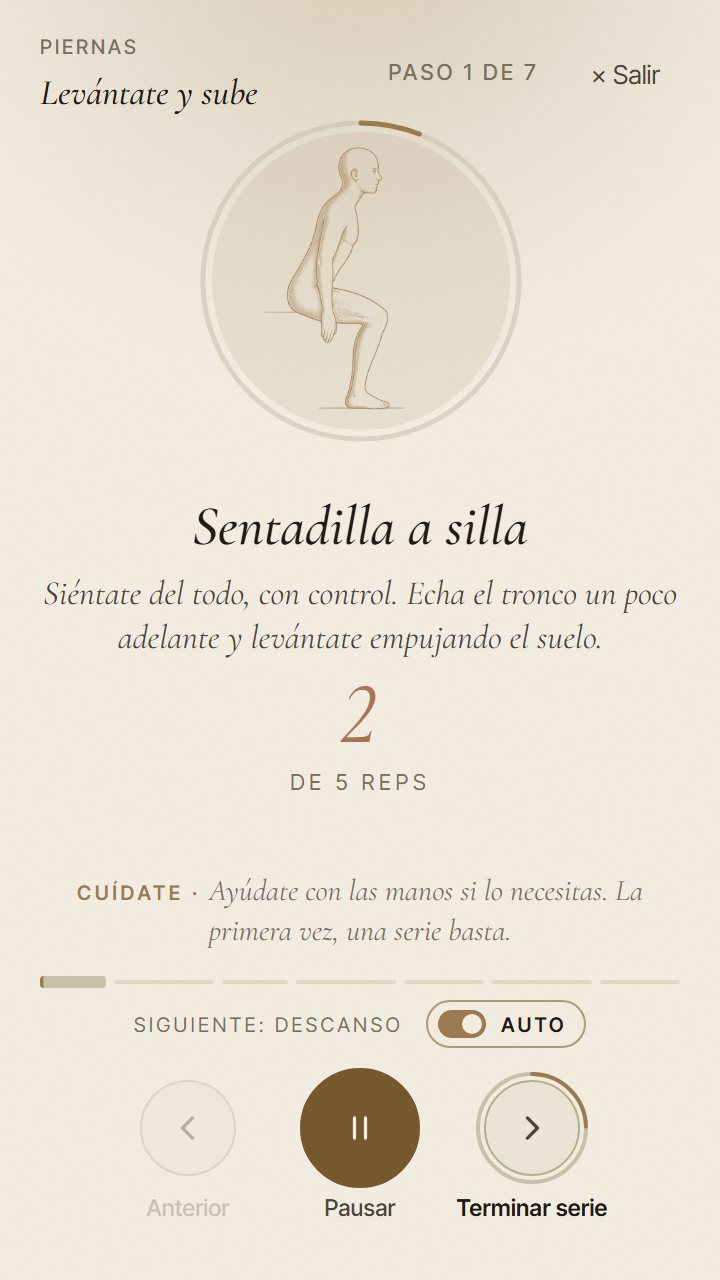 PIERNAS
Levántate y sube
PASO 1 DE 7
× Salir
Sentadilla a silla
Siéntate del todo, con control. Echa el tronco un poco
adelante y levántate empujando el suelo.
2
DE 5 REPS
CUÍDATE · Ayúdate con las manos si lo necesitas. La
primera vez, una serie basta.
SIGUIENTE: DESCANSO
AUTO
Anterior
Pausar
Terminar serie